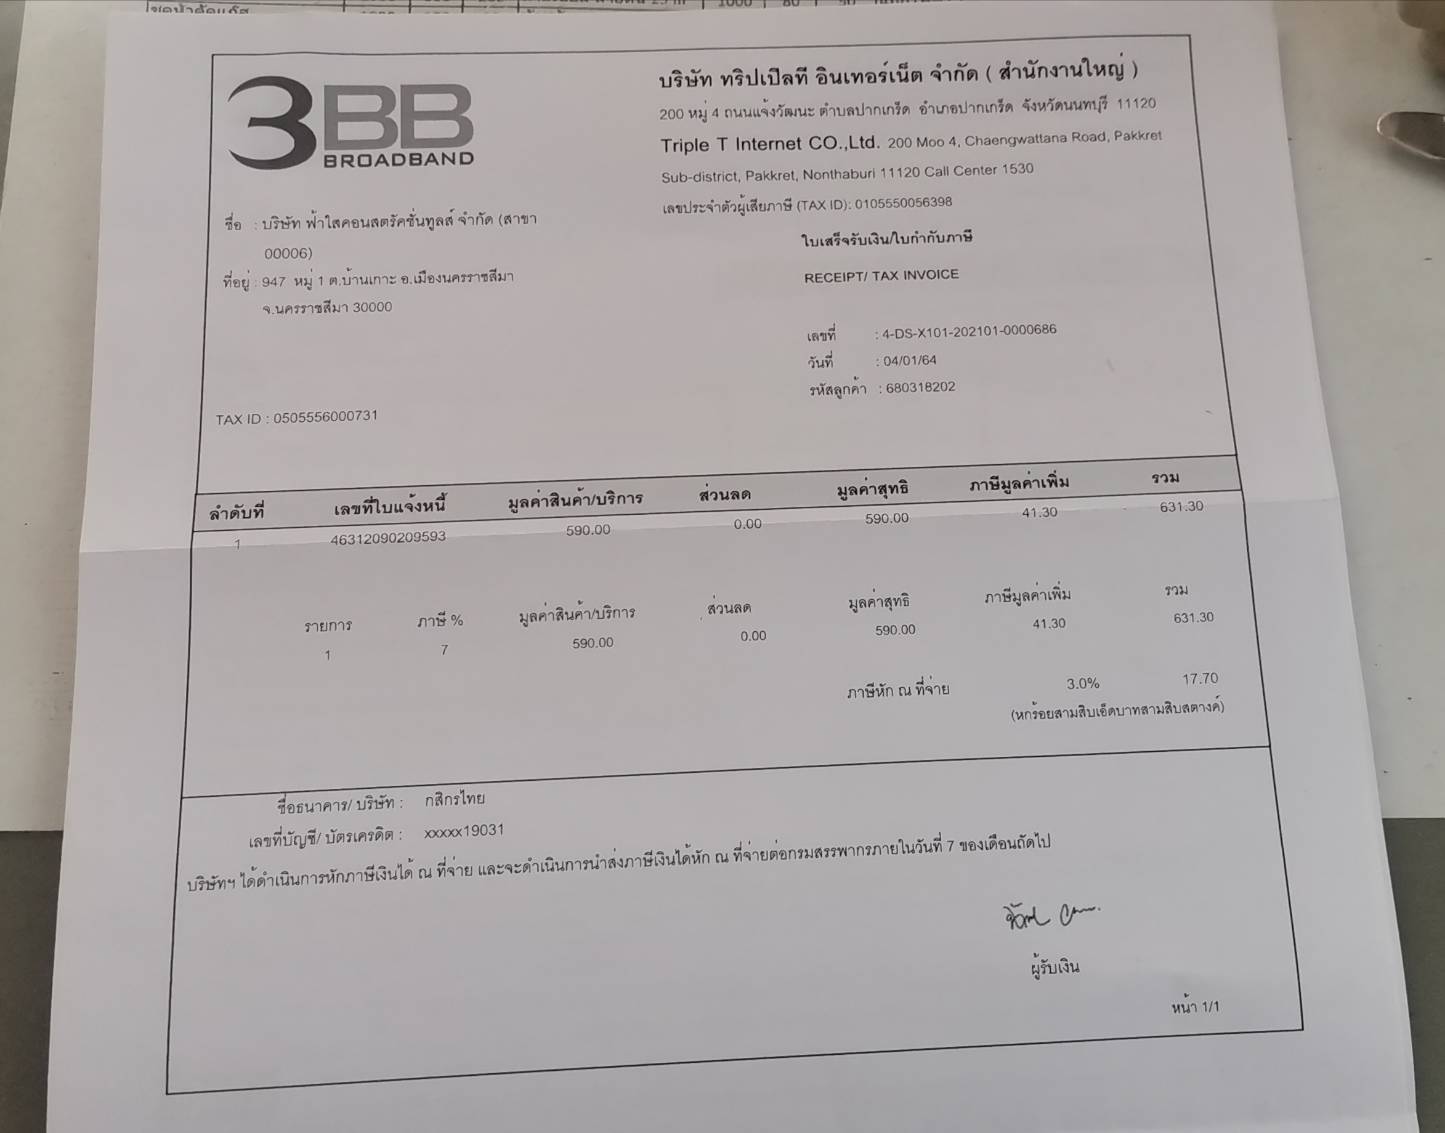 3BB
BROADBAND
บริษัท ทริปเปิลที อินเทอร์เน็ต จำกัด ( สำนักงานใหญ่ )
200 หมู่ 4 ถนนแจ้งวัฒนะ ตำบลปากเกร็ด อำเภอปากเกร็ด จังหวัดนนทบุรี 11120
Triple T Internet CO.,Ltd. 200 Moo 4, Chaengwattana Road, Pakkret
Sub-district, Pakkret, Nonthaburi 11120 Call Center 1530
เลขประจำตัวผู้เสียภาษี (TAX ID): 0105550056398
ใบเสร็จรับเงิน/ใบกำกับภาษี
RECEIPT/ TAX INVOICE
ชื่อ : บริษัท ฟ้าใสคอนสตรัคชั่นทูลส์ จำกัด (สาขา
00006)
ที่อยู่ : 947 หมู่ 1 ต.บ้านเกาะ อ.เมืองนครราชสีมา
จ.นครราชสีมา 30000
เลขที่ : 4-DS-X101-202101-0000686
วันที่ : 04/01/64
รหัสลูกค้า : 680318202
TAX ID : 0505556000731
ลำดับที่ เลขที่ใบแจ้งหนี้ มูลค่าสินค้า/บริการ ส่วนลด มูลค่าสุทธิ ภาษีมูลค่าเพิ่ม รวม
1 46312090209593 590.00 0.00 590.00 41.30 631.30
รายการ ภาษี % มูลค่าสินค้า/บริการ ส่วนลด มูลค่าสุทธิ ภาษีมูลค่าเพิ่ม รวม
1 7 590.00 0.00 590.00 41.30 631.30
ภาษีหัก ณ ที่จ่าย 3.0% 17.70
(หกร้อยสามสิบเอ็ดบาทสามสิบสตางค์)
ชื่อธนาคาร/ บริษัท : กสิกรไทย
เลขที่บัญชี/ บัตรเครดิต : xxxxx19031
บริษัทฯ ได้ดำเนินการหักภาษีเงินได้ ณ ที่จ่าย และจะดำเนินการนำส่งภาษีเงินได้หัก ณ ที่จ่ายต่อกรมสรรพากรภายในวันที่ 7 ของเดือนถัดไป
ผู้รับเงิน
หน้า 1/1